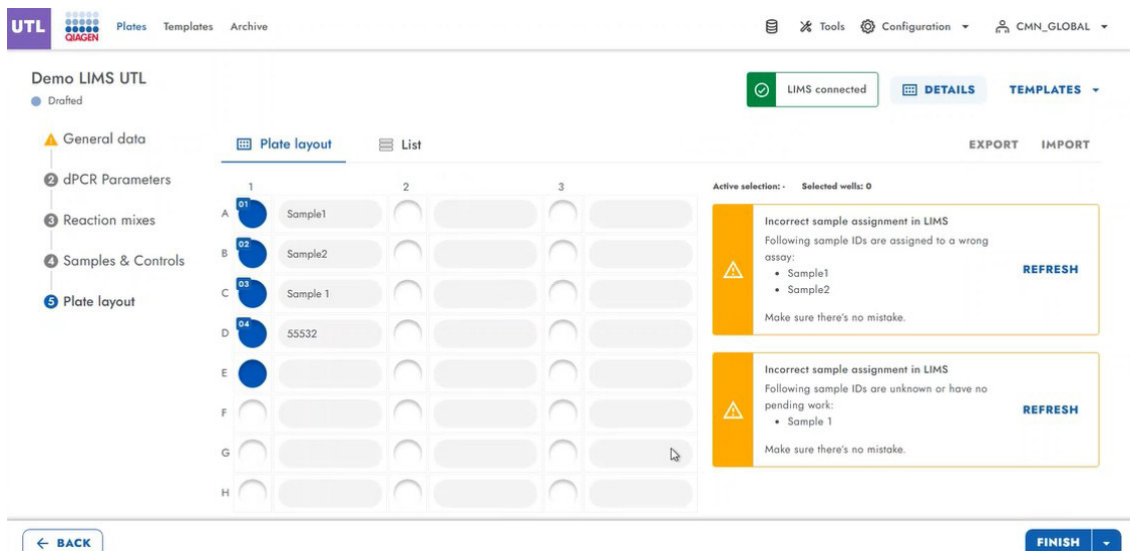 UTL QIAGEN Plates Templates Archive Tools Configuration CMN_GLOBAL
Demo LIMS UTL
Drafted
LIMS connected DETAILS TEMPLATES
General data
2 dPCR Parameters
3 Reaction mixes
4 Samples & Controls
5 Plate layout
Plate layout List EXPORT IMPORT
1 2 3
A 01 Sample1
B 02 Sample2
C 03 Sample 1
D 04 55532
E
F
G
H
Active selection: - Selected wells: 0
Incorrect sample assignment in LIMS
Following sample IDs are assigned to a wrong
assay:
• Sample1
• Sample2
Make sure there's no mistake.
REFRESH
Incorrect sample assignment in LIMS
Following sample IDs are unknown or have no
pending work:
• Sample 1
Make sure there's no mistake.
REFRESH
← BACK FINISH